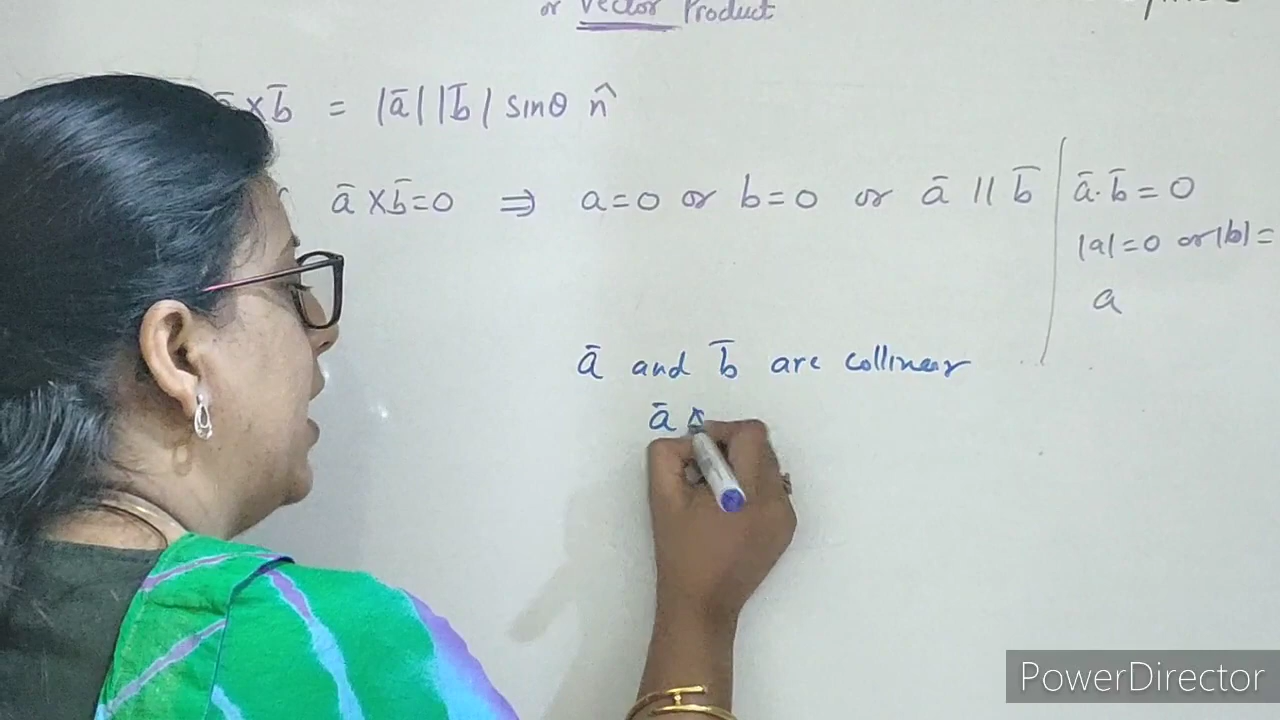 or Vector Product
ā × b̄ = |ā| |b̄| sinθ n̂
ā × b̄ = 0 ⇒ a = 0 or b = 0 or ā || b̄
ā · b̄ = 0
|a| = 0 or |b| =
a
ā and b̄ are collinear
ā ×
PowerDirector